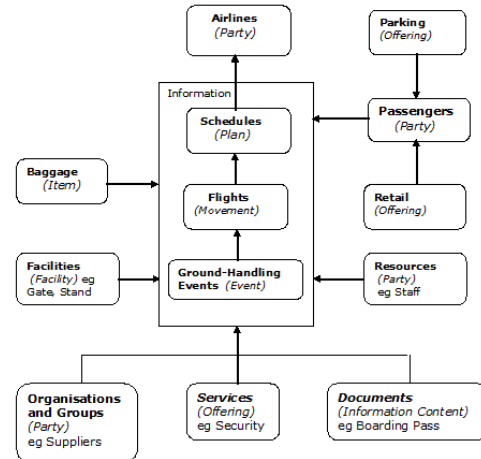 Airlines
(Party)
Parking
(Offering)
Information
Schedules
(Plan)
Passengers
(Party)
Baggage
(Item)
Flights
(Movement)
Retail
(Offering)
Facilities
(Facility) eg
Gate, Stand
Ground-Handling
Events (Event)
Resources
(Party)
eg Staff
Organisations
and Groups
(Party)
eg Suppliers
Services
(Offering)
eg Security
Documents
(Information Content)
eg Boarding Pass